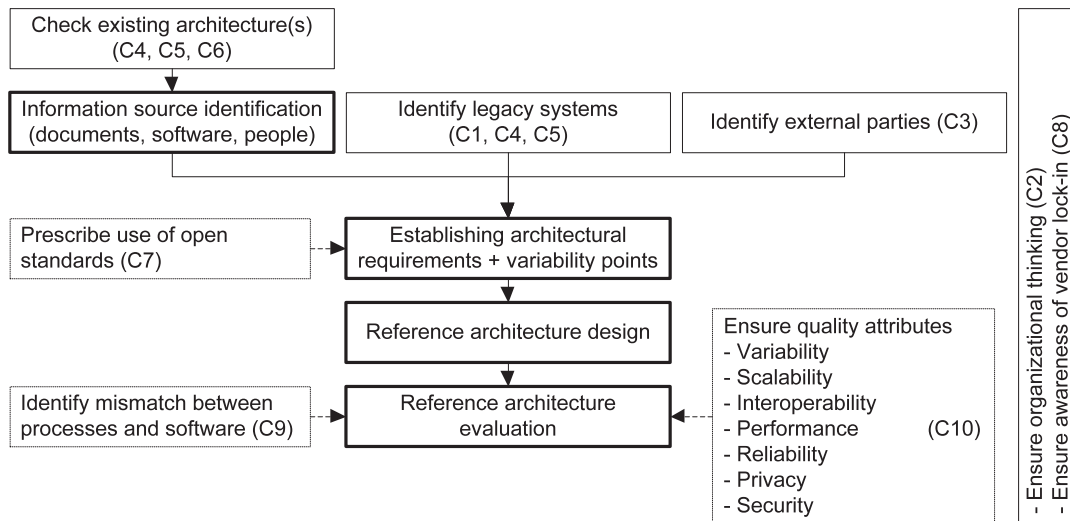 Check existing architecture(s)
(C4, C5, C6)
Information source identification
(documents, software, people)
Identify legacy systems
(C1, C4, C5)
Identify external parties (C3)
Prescribe use of open
standards (C7)
Establishing architectural
requirements + variability points
Reference architecture design
Identify mismatch between
processes and software (C9)
Reference architecture
evaluation
Ensure quality attributes
- Variability
- Scalability
- Interoperability
- Performance (C10)
- Reliability
- Privacy
- Security
- Ensure organizational thinking (C2)
- Ensure awareness of vendor lock-in (C8)